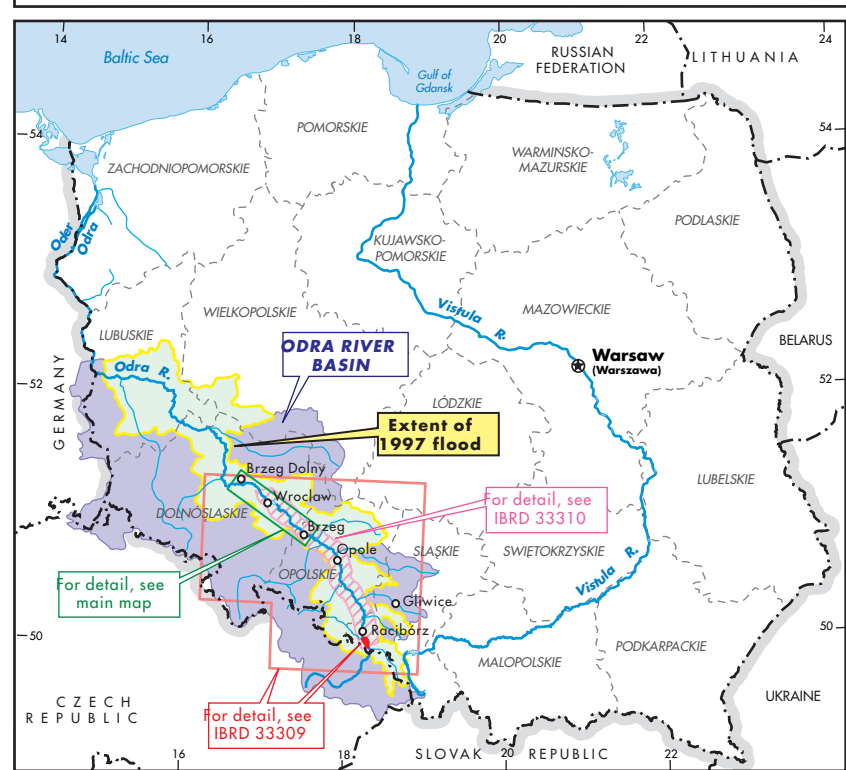 14
16
18
20
22
24
Baltic Sea
Gulf of
Gdansk
RUSSIAN
FEDERATION
LITHUANIA
54
54
POMORSKIE
ZACHODNIOPOMORSKIE
WARMIŃSKO-
MAZURSKIE
PODLASKIE
Oder
Odra
KUJAWSKO-
POMORSKIE
WIELKOPOLSKIE
MAZOWIECKIE
Vistula R.
LUBUSKIE
ODRA RIVER
BASIN
BELARUS
Warsaw
(Warszawa)
GERMANY
Odra R.
52
52
LÓDZKIE
Extent of
1997 flood
Brzeg Dolny
LUBELSKIE
Wroclaw
DOLNOSLASKIE
For detail, see
IBRD 33310
Brzeg
Opole
SLĄSKIE
SWIĘTOKRZYSKIE
Vistula R.
OPOLSKIE
For detail, see
main map
Gliwice
50
50
Racibórz
MALOPOLSKIE
PODKARPACKIE
UKRAINE
CZECH
REPUBLIC
For detail, see
IBRD 33309
16
18
20
22
SLOVAK REPUBLIC